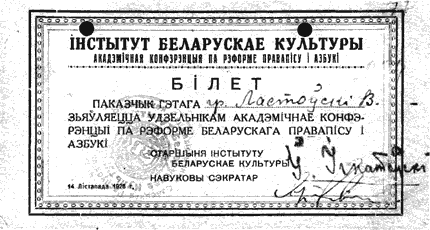 ІНСТЫТУТ БЕЛАРУСКАЕ КУЛЬТУРЫ
АКАДЭМІЧНАЯ КОНФЭРЭНЦЫЯ ПА РЭФОРМЕ ПРАВАПІСУ І АЗБУКІ
БІЛЕТ
ПАКАЗЧЫК ГЭТАГА гр. Ластоўскі В.
ЗЬЯЎЛЯЕЦЦА УДЗЕЛЬНІКАМ АКАДЭМІЧНАЕ КОНФЭ-
РЭНЦЫІ ПА РЭФОРМЕ БЕЛАРУСКАГА ПРАВАПІСУ І
АЗБУКІ
СТАРШЫНЯ ІНСТЫТУТУ
БЕЛАРУСКАЕ КУЛЬТУРЫ
НАВУКОВЫ СЭКРАТАР
14 Лістапада 1926 г.